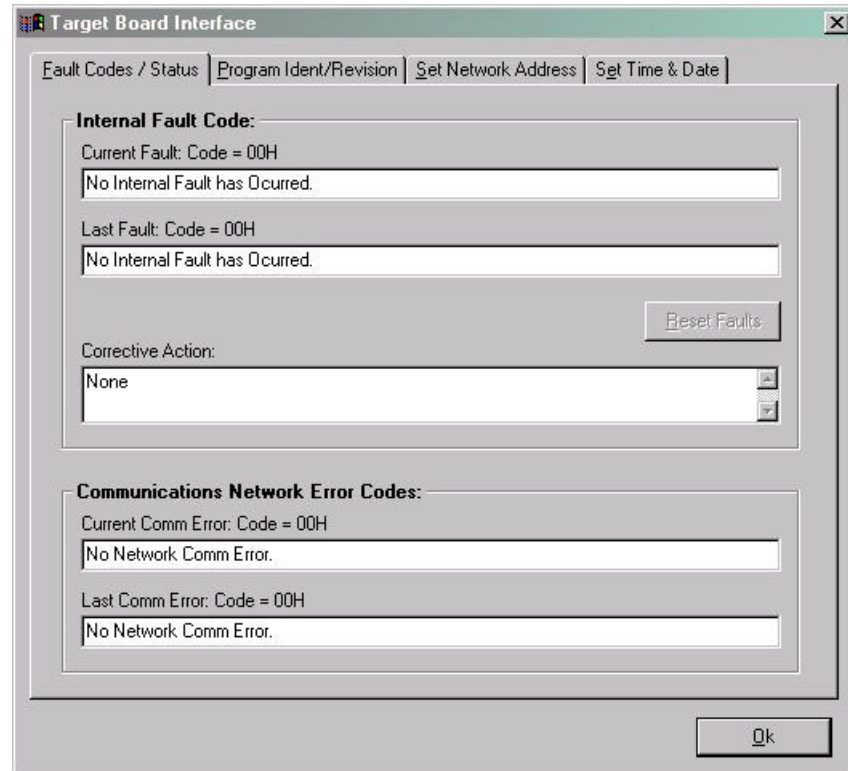 Target Board Interface
Fault Codes / Status
Program Ident/Revision
Set Network Address
Set Time & Date
Internal Fault Code:
Current Fault: Code = 00H
No Internal Fault has Ocurred.
Last Fault: Code = 00H
No Internal Fault has Ocurred.
Reset Faults
Corrective Action:
None
Communications Network Error Codes:
Current Comm Error: Code = 00H
No Network Comm Error.
Last Comm Error: Code = 00H
No Network Comm Error.
Ok